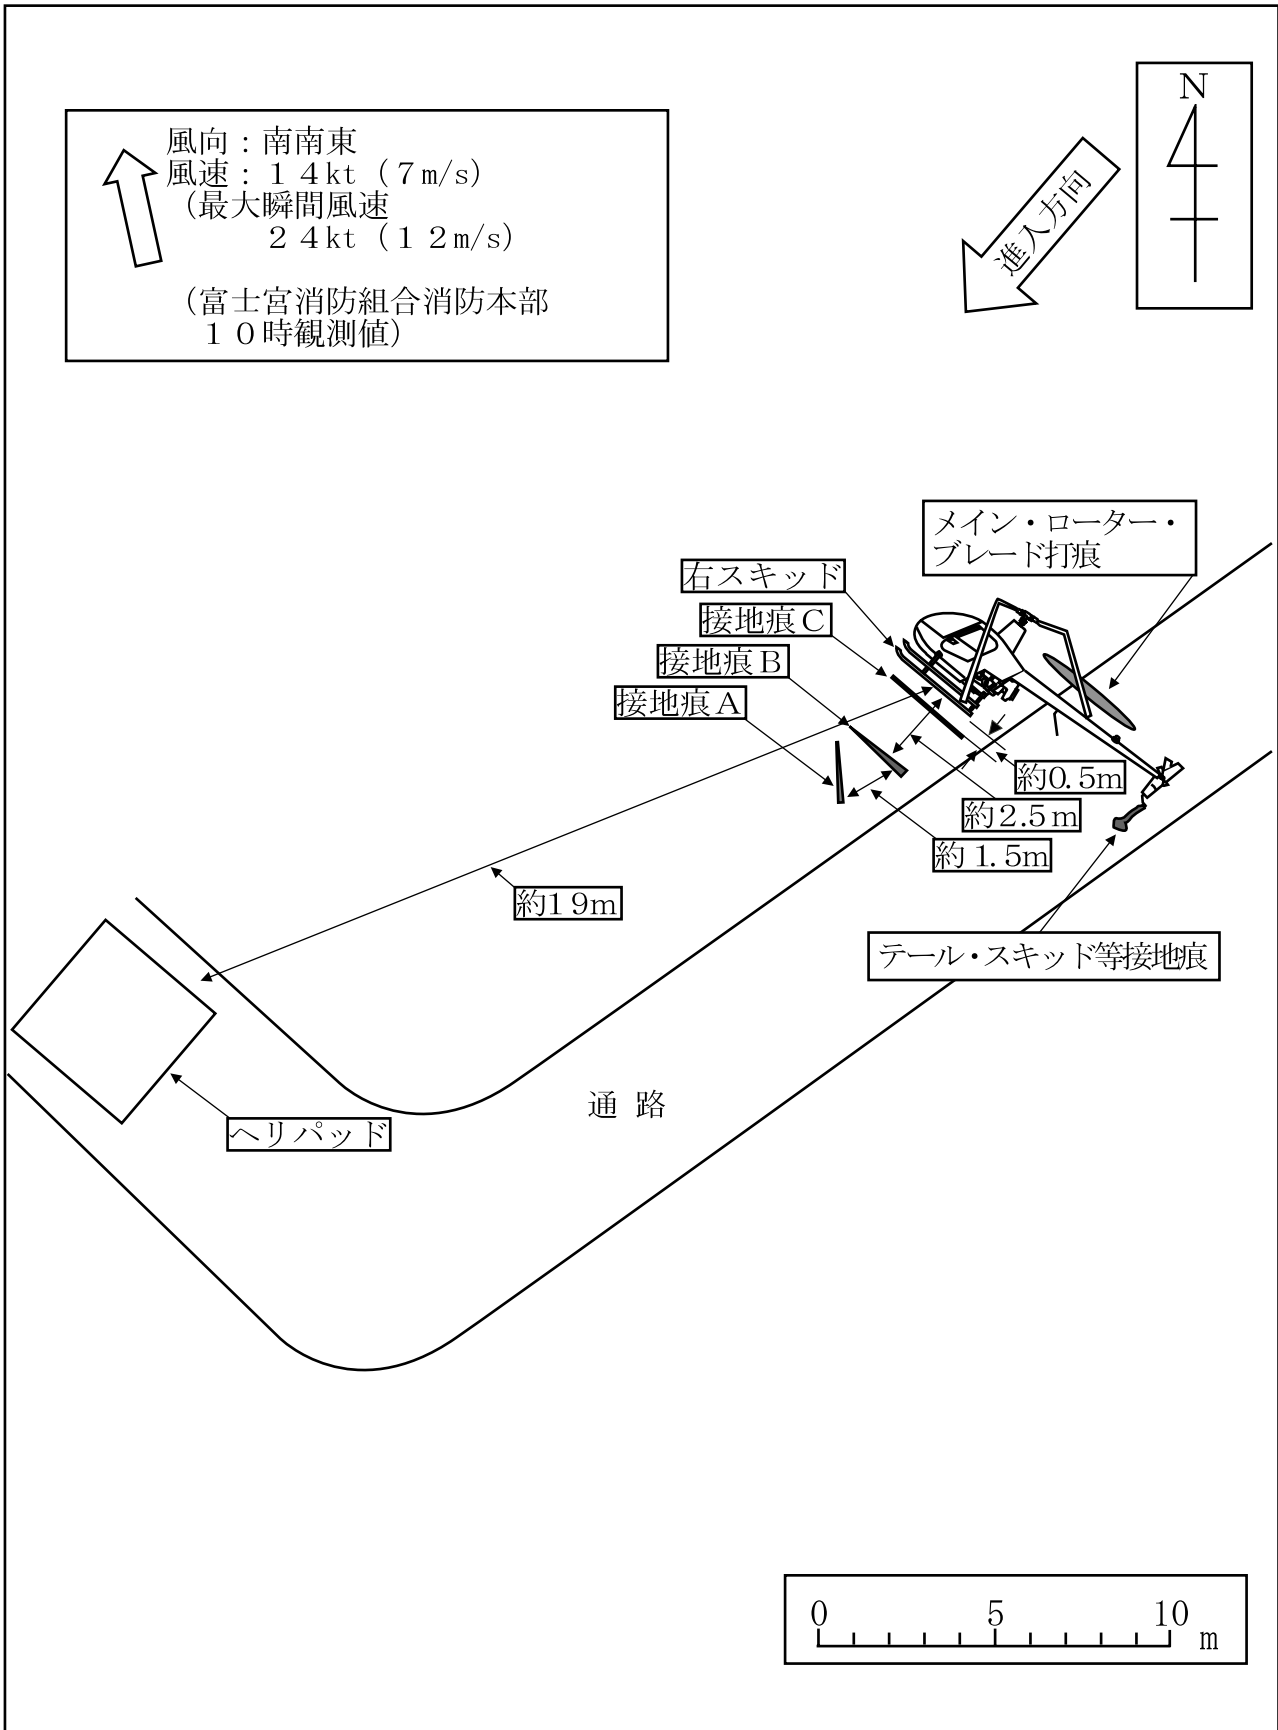 N
風向：南南東
風速：１４kt（７m/s）
（最大瞬間風速
２４kt（１２m/s）
（富士宮消防組合消防本部
１０時観測値）
進入方向
メイン・ローター・
ブレード打痕
右スキッド
接地痕Ｃ
接地痕Ｂ
接地痕Ａ
約0.5m
約2.5m
約1.5m
約19m
テール・スキッド等接地痕
通 路
ヘリパッド
0 5 10
m